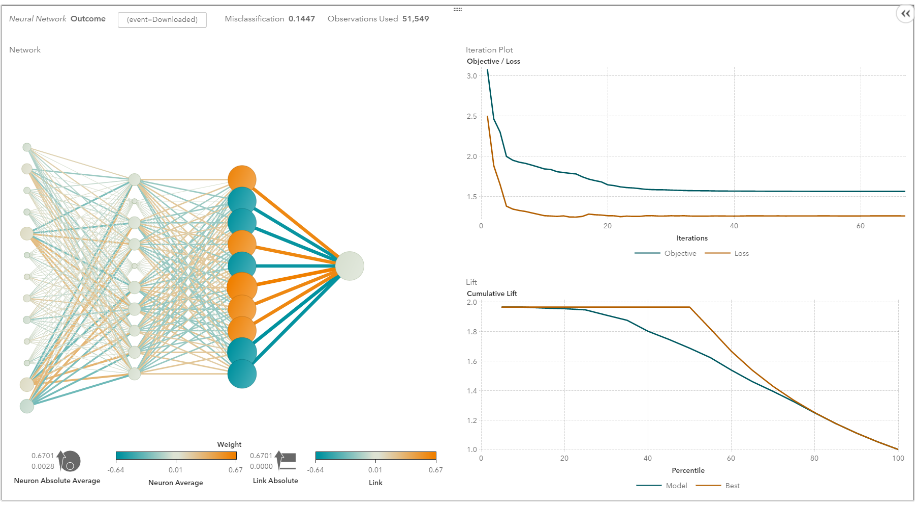 Neural Network Outcome (event=Downloaded) Misclassification 0.1447 Observations Used 51,549
Network
Iteration Plot
Objective / Loss
3.0
2.5
2.0
1.5
0 20 40 60
Iterations
Objective Loss
Lift
Cumulative Lift
2.0
1.8
1.6
1.4
1.2
1.0
0 20 40 60 80 100
Percentile
Model Best
Weight
0.6701
0.0020
Neuron Absolute Average
-0.64 0.01 0.67
Neuron Average
0.6701
0.0000
Link Absolute
-0.64 0.01 0.67
Link